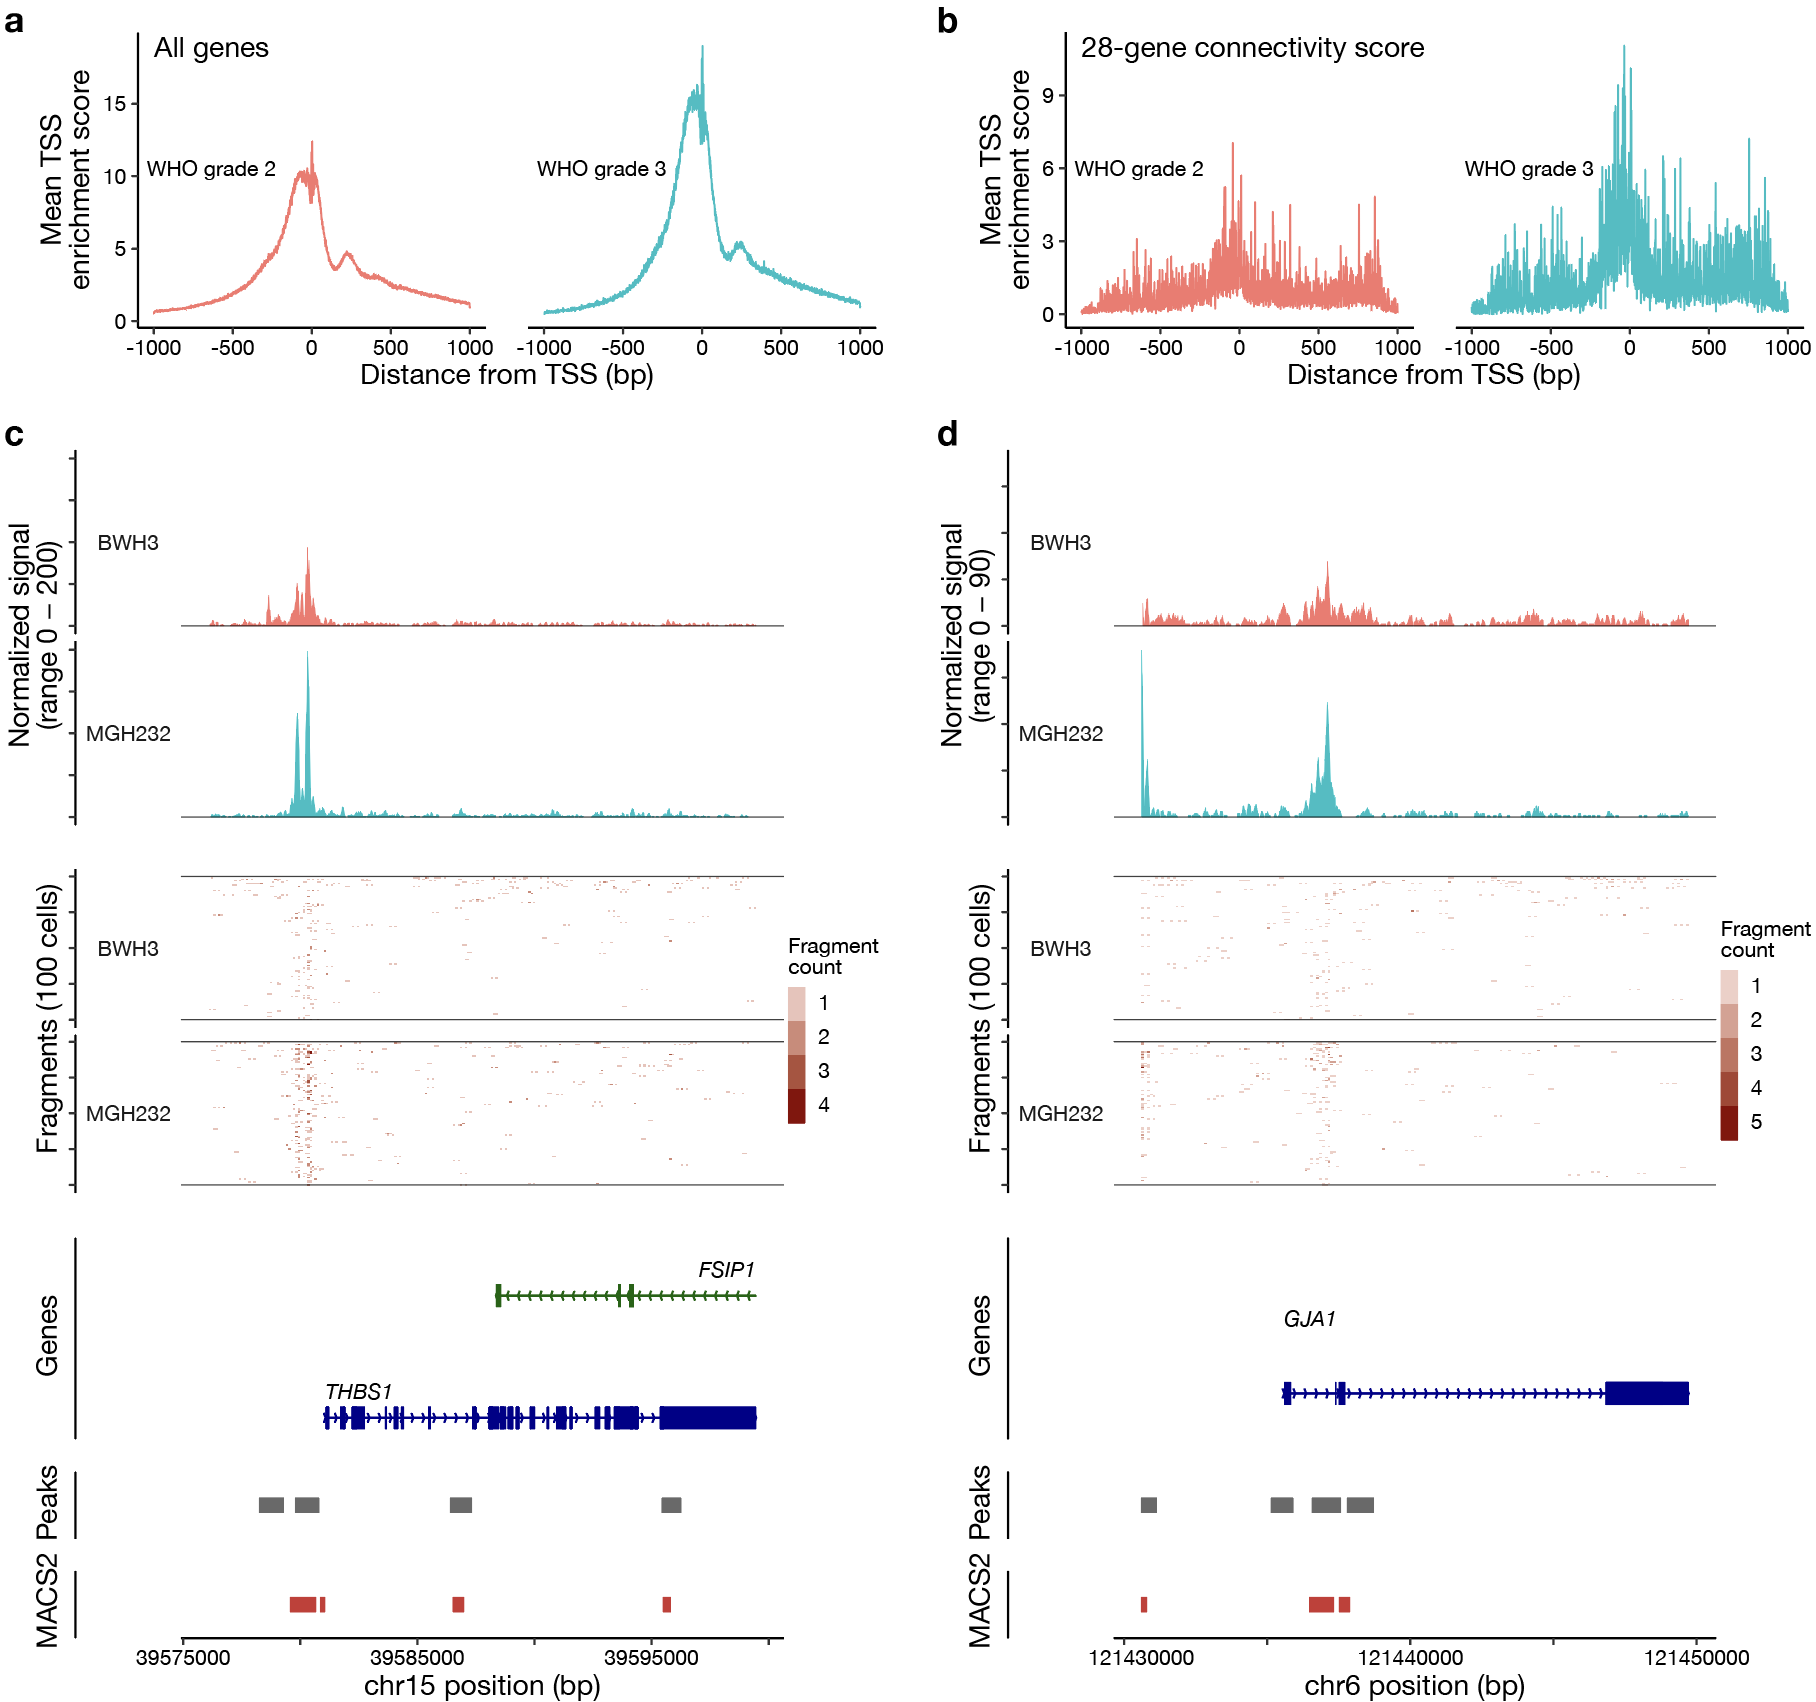 a
All genes
Mean TSS
enrichment score
15
10
5
0
WHO grade 2
WHO grade 3
-1000
-500
0
500
1000
-1000
-500
0
500
1000
Distance from TSS (bp)
b
28-gene connectivity score
Mean TSS
enrichment score
9
6
3
0
WHO grade 2
WHO grade 3
-1000
-500
0
500
1000
-1000
-500
0
500
1000
Distance from TSS (bp)
c
Normalized signal
(range 0 – 200)
BWH3
MGH232
Fragments (100 cells)
BWH3
MGH232
Fragment
count
1
2
3
4
Genes
FSIP1
THBS1
Peaks
MACS2
39575000
39585000
39595000
chr15 position (bp)
d
Normalized signal
(range 0 – 90)
BWH3
MGH232
Fragments (100 cells)
BWH3
MGH232
Fragment
count
1
2
3
4
5
Genes
GJA1
Peaks
MACS2
121430000
121440000
121450000
chr6 position (bp)